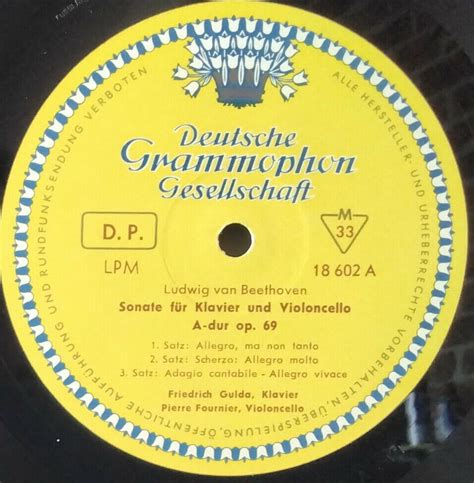 Deutsche
Grammophon
Gesellschaft
D. P.
LPM
M
33
18 602 A
Ludwig van Beethoven
Sonate für Klavier und Violoncello
A-dur op. 69
1. Satz: Allegro, ma non tanto
2. Satz: Scherzo: Allegro molto
3. Satz: Adagio cantabile - Allegro vivace
Friedrich Gulda, Klavier
Pierre Fournier, Violoncello
ALLE HERSTELLER- UND URHEBERRECHTE VORBEHALTEN. ÜBERSPIELUNG, ÖFFENTLICHE AUFFÜHRUNG UND RUNDFUNKSENDUNG VERBOTEN